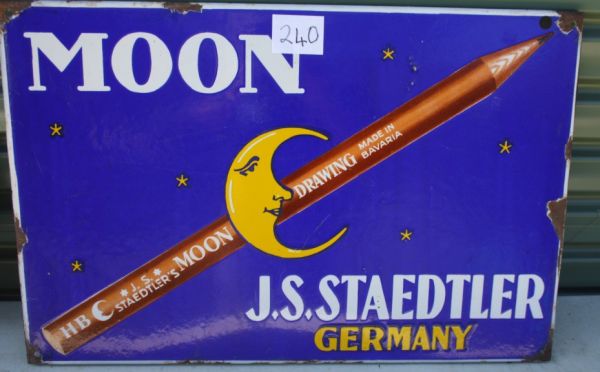 MOON
240
HB
★ J.S. ★
STAEDTLER'S
MOON
DRAWING
MADE IN
BAVARIA
J.S. STAEDTLER
GERMANY